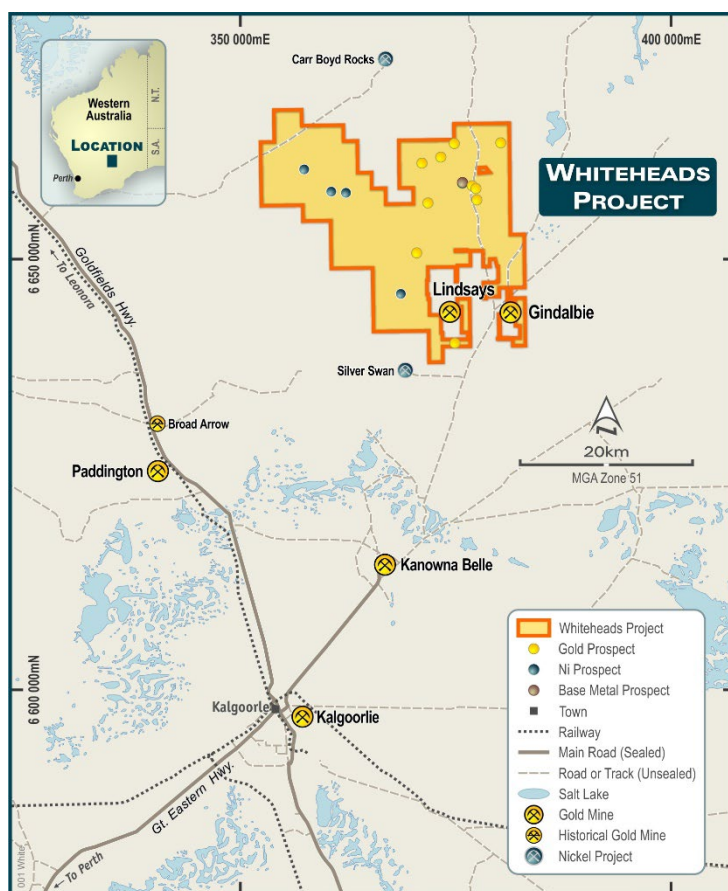 350 000mE
400 000mE
Carr Boyd Rocks
Western
Australia
LOCATION
Perth
N.T.
S.A.
WHITEHEADS
PROJECT
6 650 000mN
To Leonora
Goldfields Hwy.
Lindsays
Gindalbie
Silver Swan
Broad Arrow
Paddington
20km
MGA Zone 51
Kanowna Belle
6 600 000mN
Kalgoorlie
Kalgoorlie
Gt. Eastern Hwy.
To Perth
001 White
Whiteheads Project
Gold Prospect
Ni Prospect
Base Metal Prospect
Town
Railway
Main Road (Sealed)
Road or Track (Unsealed)
Salt Lake
Gold Mine
Historical Gold Mine
Nickel Project